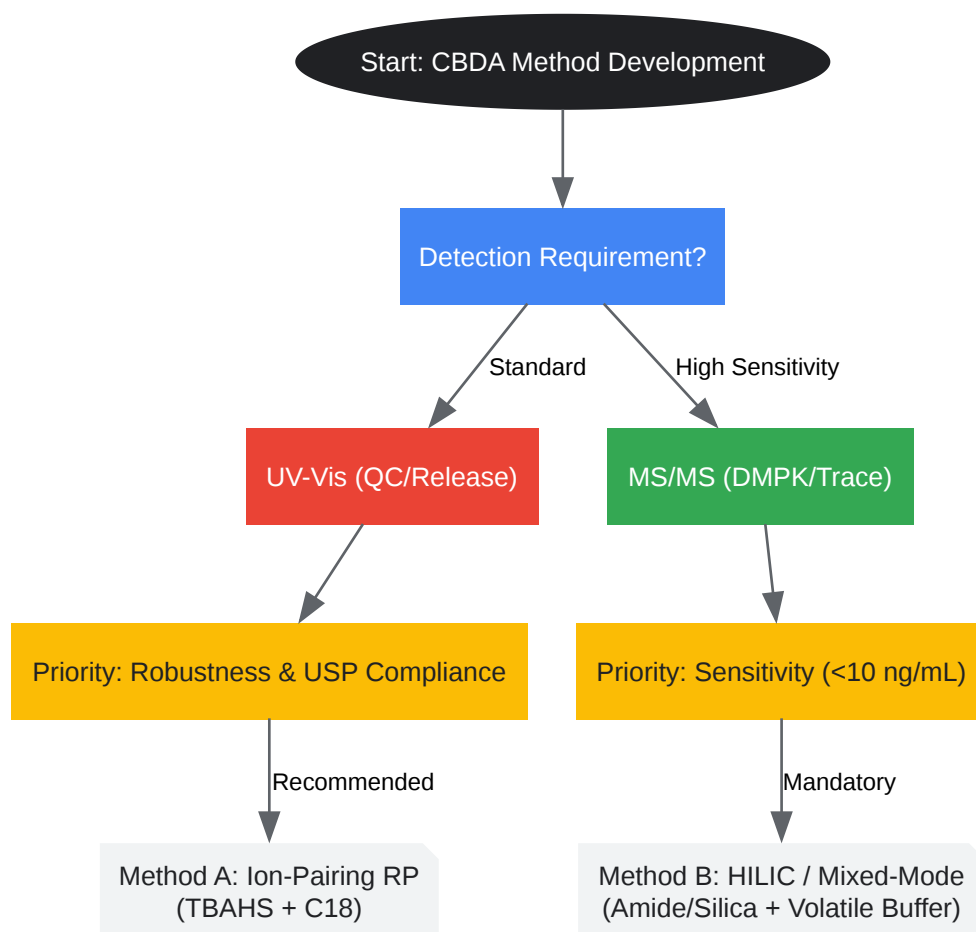 Start: CBDA Method Development
Detection Requirement?
Standard
High Sensitivity
UV-Vis (QC/Release)
MS/MS (DMPK/Trace)
Priority: Robustness & USP Compliance
Priority: Sensitivity (<10 ng/mL)
Recommended
Mandatory
Method A: Ion-Pairing RP
(TBAHS + C18)
Method B: HILIC / Mixed-Mode
(Amide/Silica + Volatile Buffer)